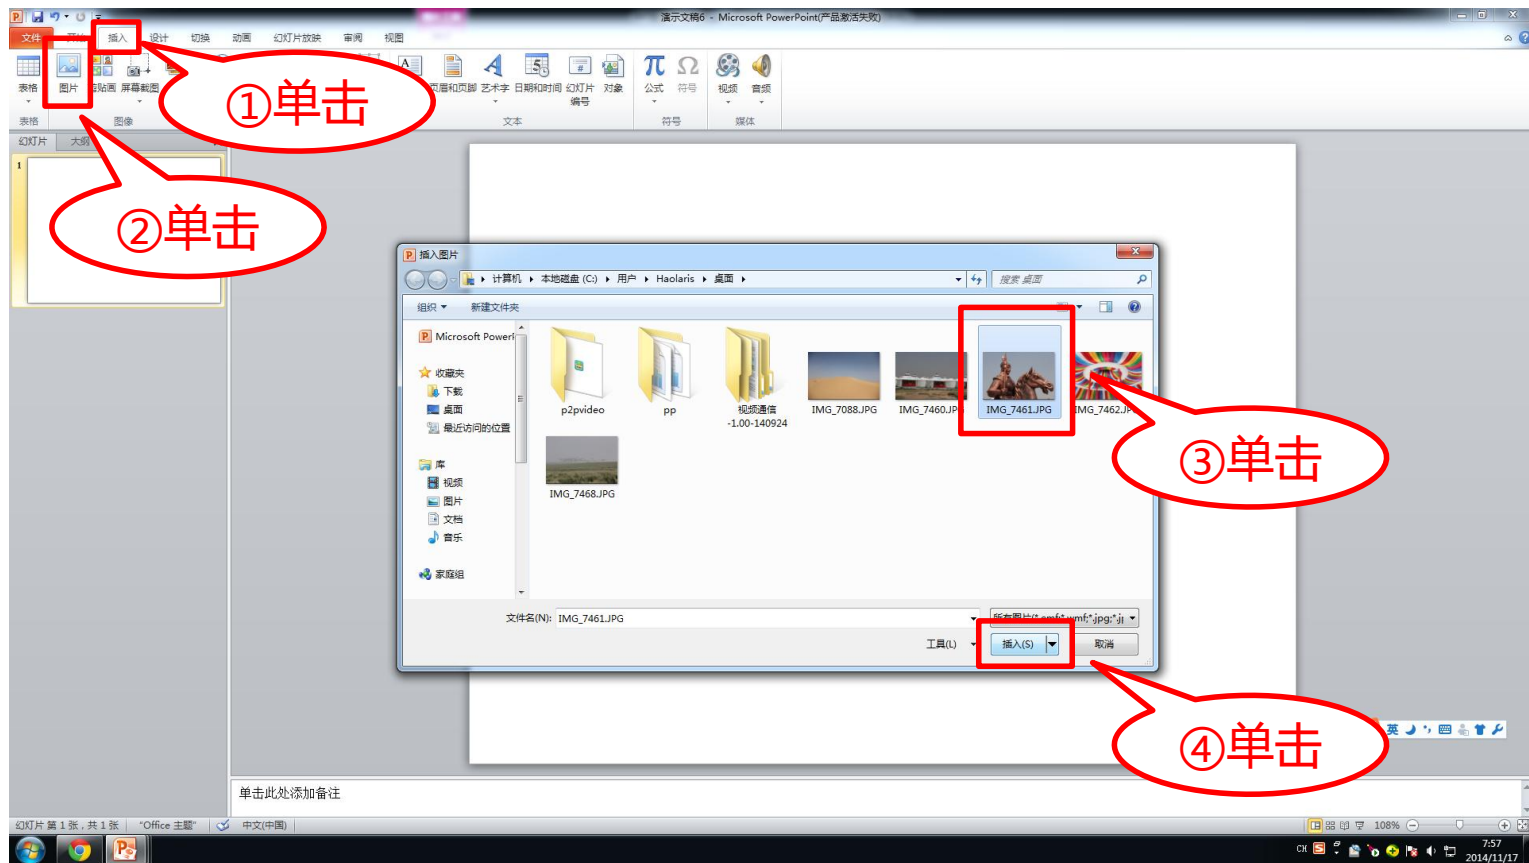 演示文稿6 - Microsoft PowerPoint(产品激活失败)
文件 插入 设计 切换 动画 幻灯片放映 审阅 视图
表格 图片 剪贴画 屏幕截图 页眉和页脚 艺术字 日期和时间 幻灯片编号 对象 公式 符号 视频 音频
表格 图像 文本 符号 媒体
①单击
幻灯片 大纲
1
②单击
插入图片
计算机 本地磁盘 (C:) 用户 Haolaris 桌面
搜索 桌面
组织 新建文件夹
Microsoft Power
收藏夹
下载
桌面
最近访问的位置
库
视频
图片
文档
音乐
家庭组
p2pvideo
pp
视频通信
-1.00-140924
IMG_7088.JPG
IMG_7460.JPG
IMG_7461.JPG
IMG_7462.JPG
IMG_7468.JPG
③单击
文件名(N): IMG_7461.JPG
工具(L) 插入(S) 取消
④单击
英
单击此处添加备注
幻灯片 第 1 张，共 1 张 "Office 主题" 中文(中国) 108%
CH 7:57
2014/11/17